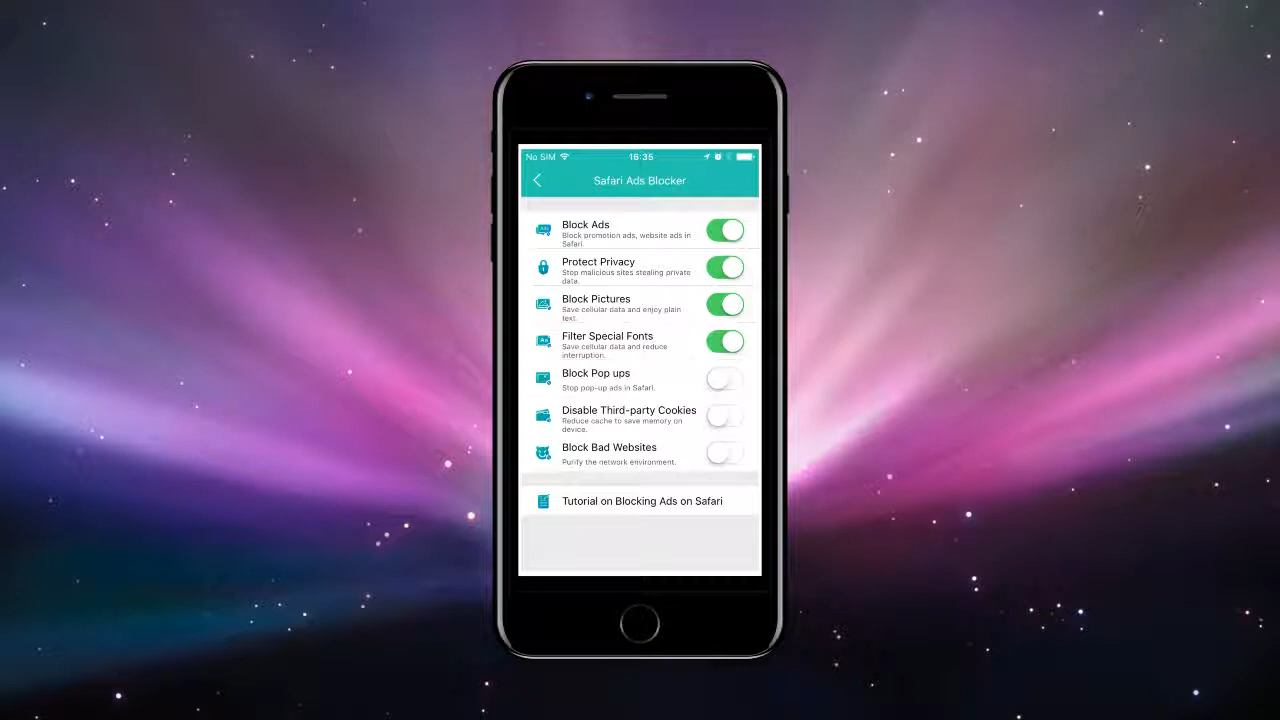 No SIM 16:35
Safari Ads Blocker
Block Ads
Block promotion ads, website ads in
Safari.
Protect Privacy
Stop malicious sites stealing private
data.
Block Pictures
Save cellular data and enjoy plain
text.
Filter Special Fonts
Save cellular data and reduce
interruption.
Block Pop ups
Stop pop-up ads in Safari.
Disable Third-party Cookies
Reduce cache to save memory on
device.
Block Bad Websites
Purify the network environment.
Tutorial on Blocking Ads on Safari